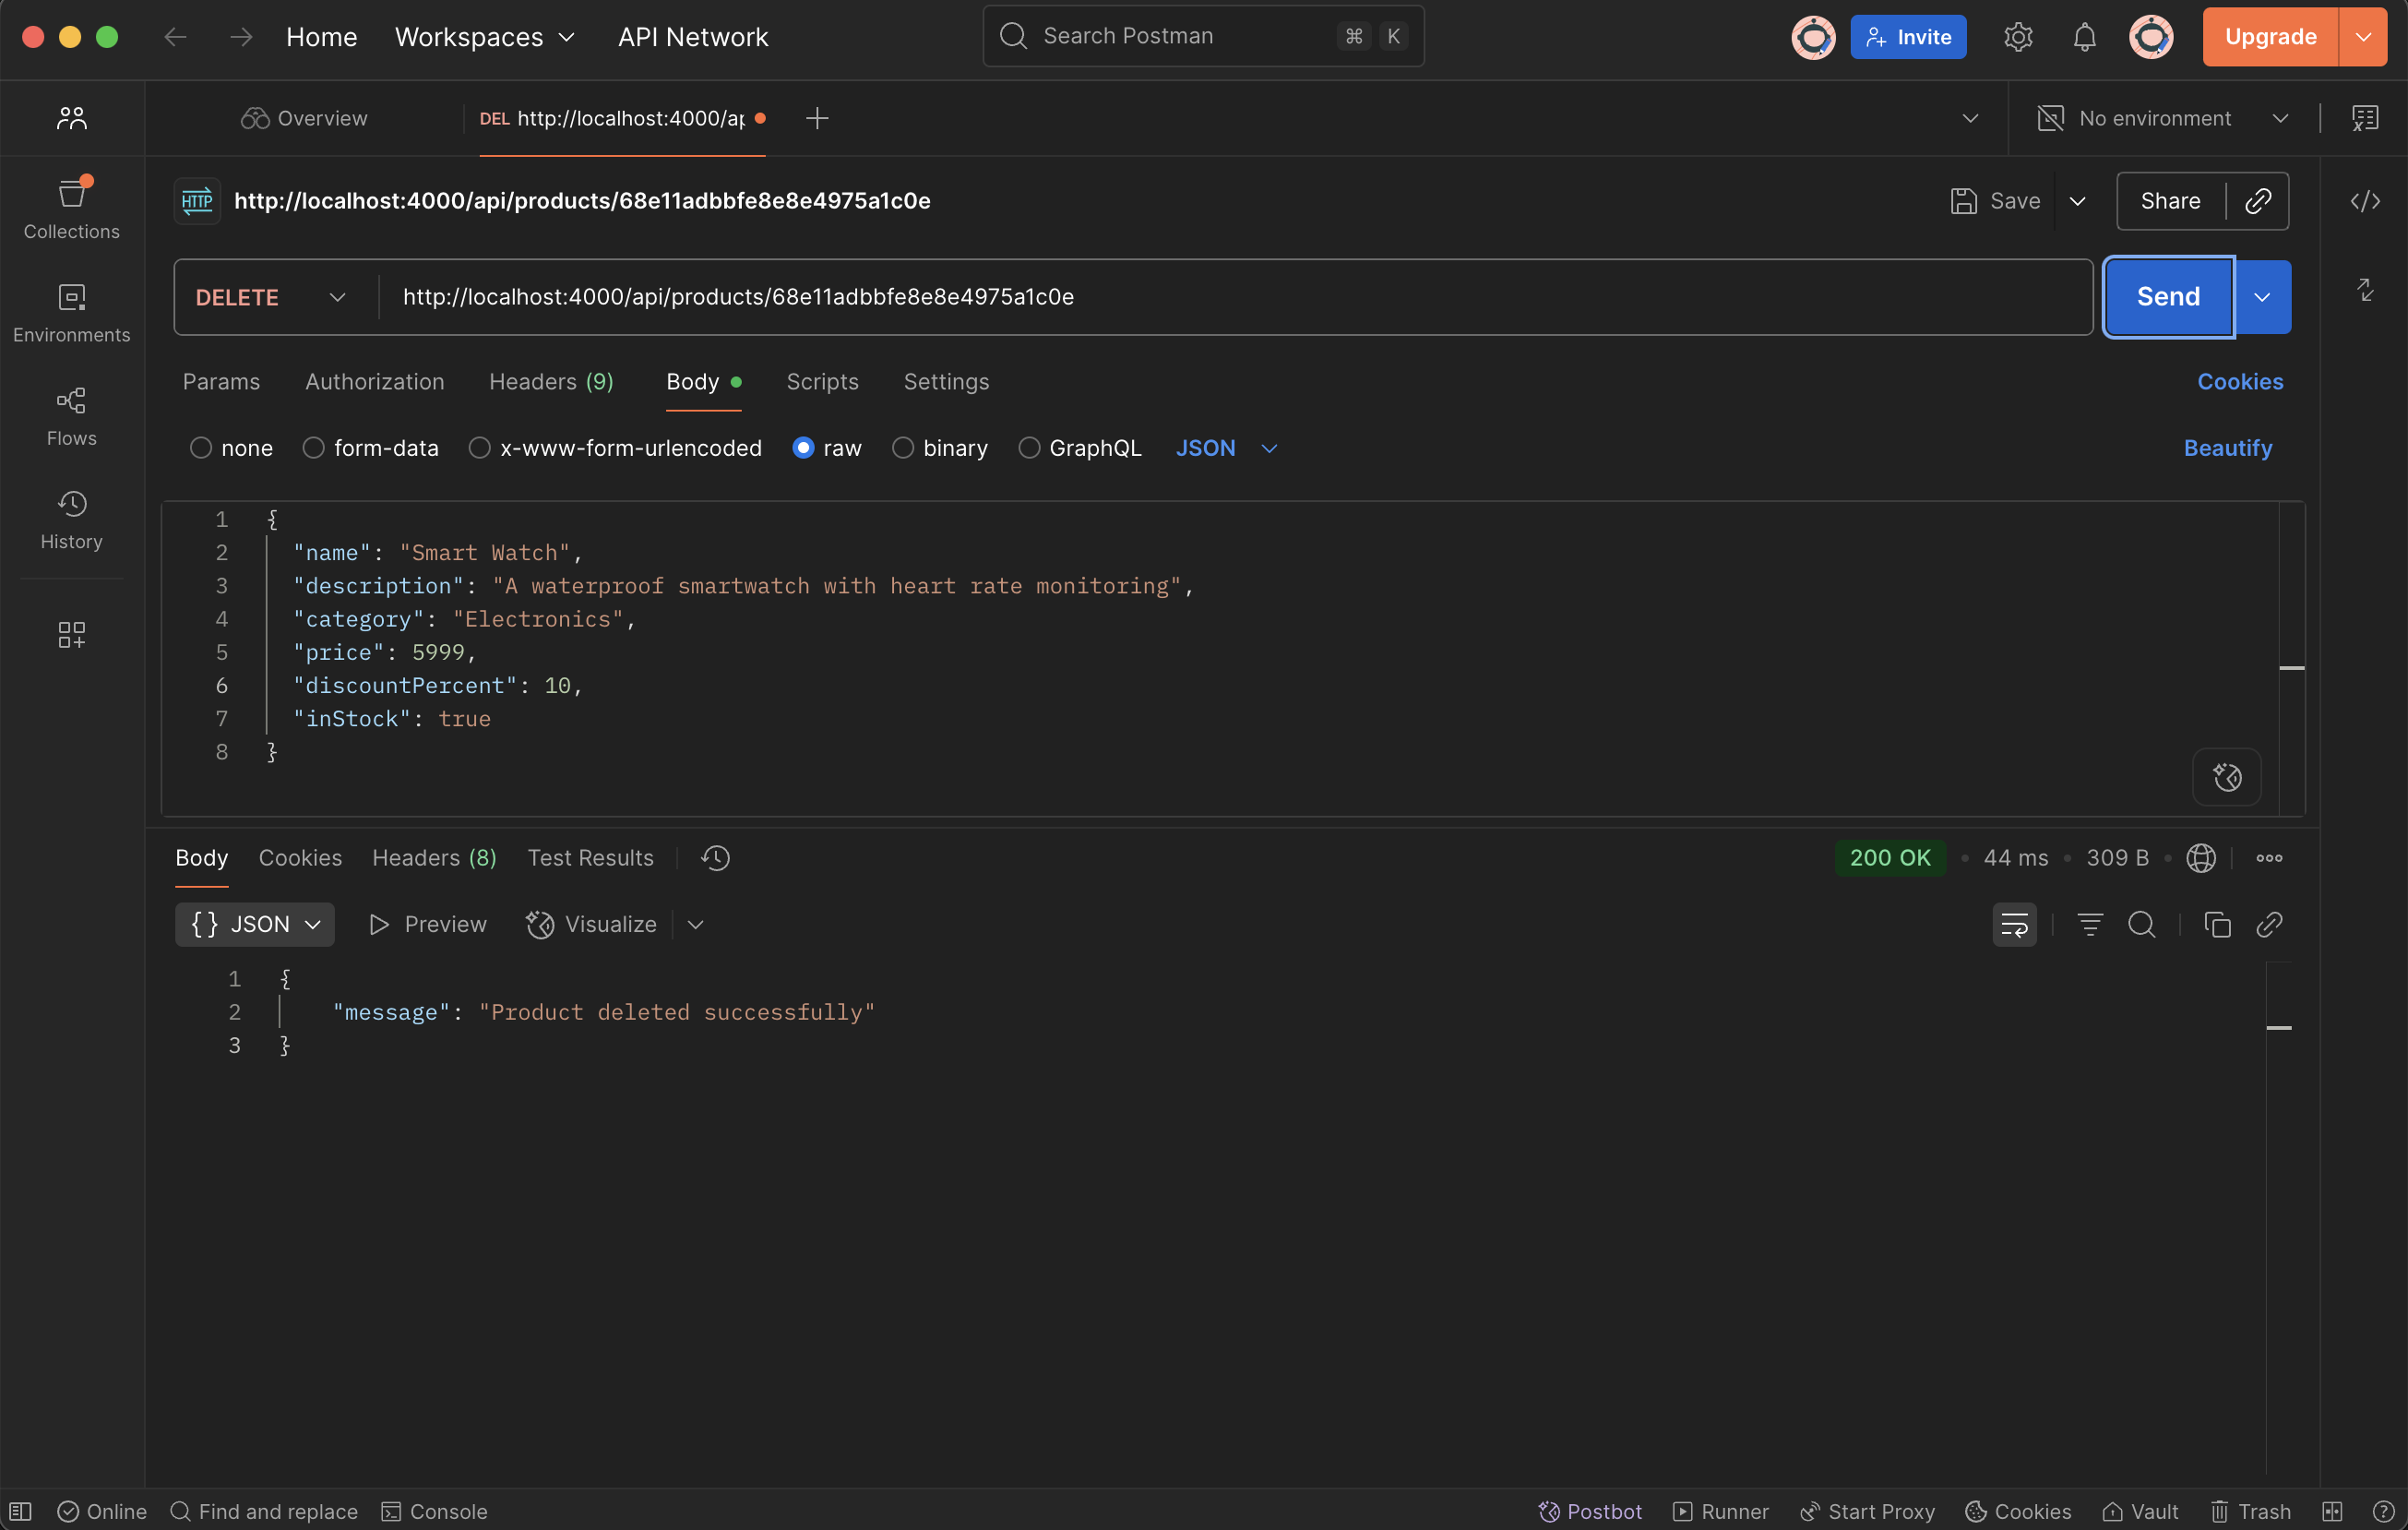 Home Workspaces API Network Search Postman ⌘ K Invite Upgrade
Overview DEL http://localhost:4000/ap No environment
HTTP http://localhost:4000/api/products/68e11adbbfe8e8e4975a1c0e Save Share
DELETE http://localhost:4000/api/products/68e11adbbfe8e8e4975a1c0e Send
Collections
Environments
Flows
History
Params Authorization Headers (9) Body Scripts Settings Cookies
none form-data x-www-form-urlencoded raw binary GraphQL JSON Beautify
1 {
2 "name": "Smart Watch",
3 "description": "A waterproof smartwatch with heart rate monitoring",
4 "category": "Electronics",
5 "price": 5999,
6 "discountPercent": 10,
7 "inStock": true
8 }
Body Cookies Headers (8) Test Results 200 OK • 44 ms • 309 B •
{} JSON Preview Visualize
1 {
2 "message": "Product deleted successfully"
3 }
Online Find and replace Console Postbot Runner Start Proxy Cookies Vault Trash